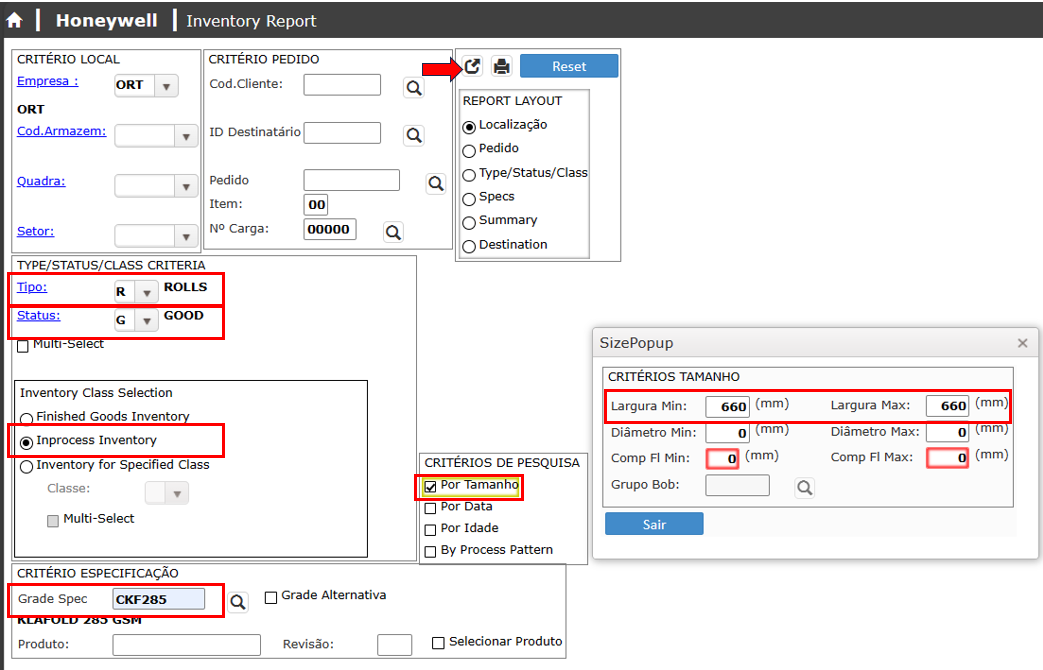 Honeywell Inventory Report
CRITÉRIO LOCAL
Empresa : ORT
ORT
Cod.Armazem:
Quadra:
Setor:
CRITÉRIO PEDIDO
Cod.Cliente:
ID Destinatário
Pedido
Item: 00
Nº Carga: 00000
Reset
REPORT LAYOUT
Localização
Pedido
Type/Status/Class
Specs
Summary
Destination
TYPE/STATUS/CLASS CRITERIA
Tipo: R ROLLS
Status: G GOOD
Multi-Select
Inventory Class Selection
Finished Goods Inventory
Inprocess Inventory
Inventory for Specified Class
Classe:
Multi-Select
CRITÉRIOS DE PESQUISA
Por Tamanho
Por Data
Por Idade
By Process Pattern
SizePopup ×
CRITÉRIOS TAMANHO
Largura Min: 660 (mm) Largura Max: 660 (mm)
Diâmetro Min: 0 (mm) Diâmetro Max: 0 (mm)
Comp Fl Min: 0 (mm) Comp Fl Max: 0 (mm)
Grupo Bob:
Sair
CRITÉRIO ESPECIFICAÇÃO
Grade Spec CKF285 Grade Alternativa
KLAFOLD 285 GSM
Produto: Revisão: Selecionar Produto